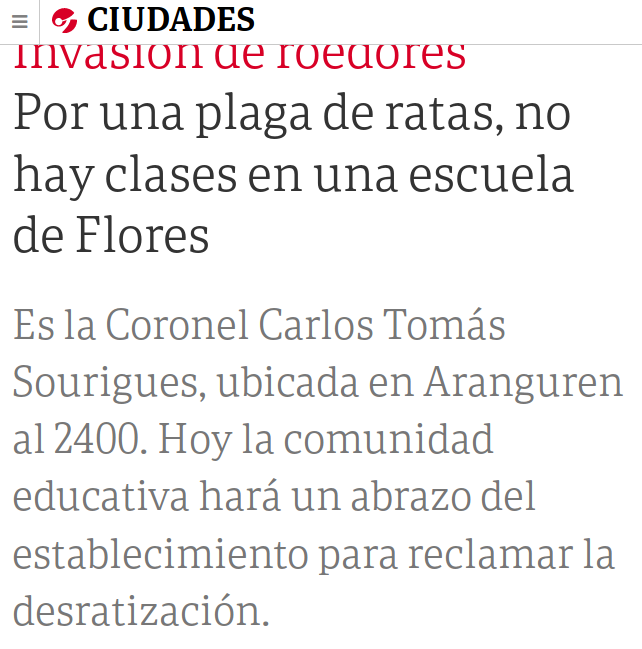 CIUDADES
Invasión de roedores
Por una plaga de ratas, no
hay clases en una escuela
de Flores
Es la Coronel Carlos Tomás
Sourigues, ubicada en Aranguren
al 2400. Hoy la comunidad
educativa hará un abrazo del
establecimiento para reclamar la
desratización.